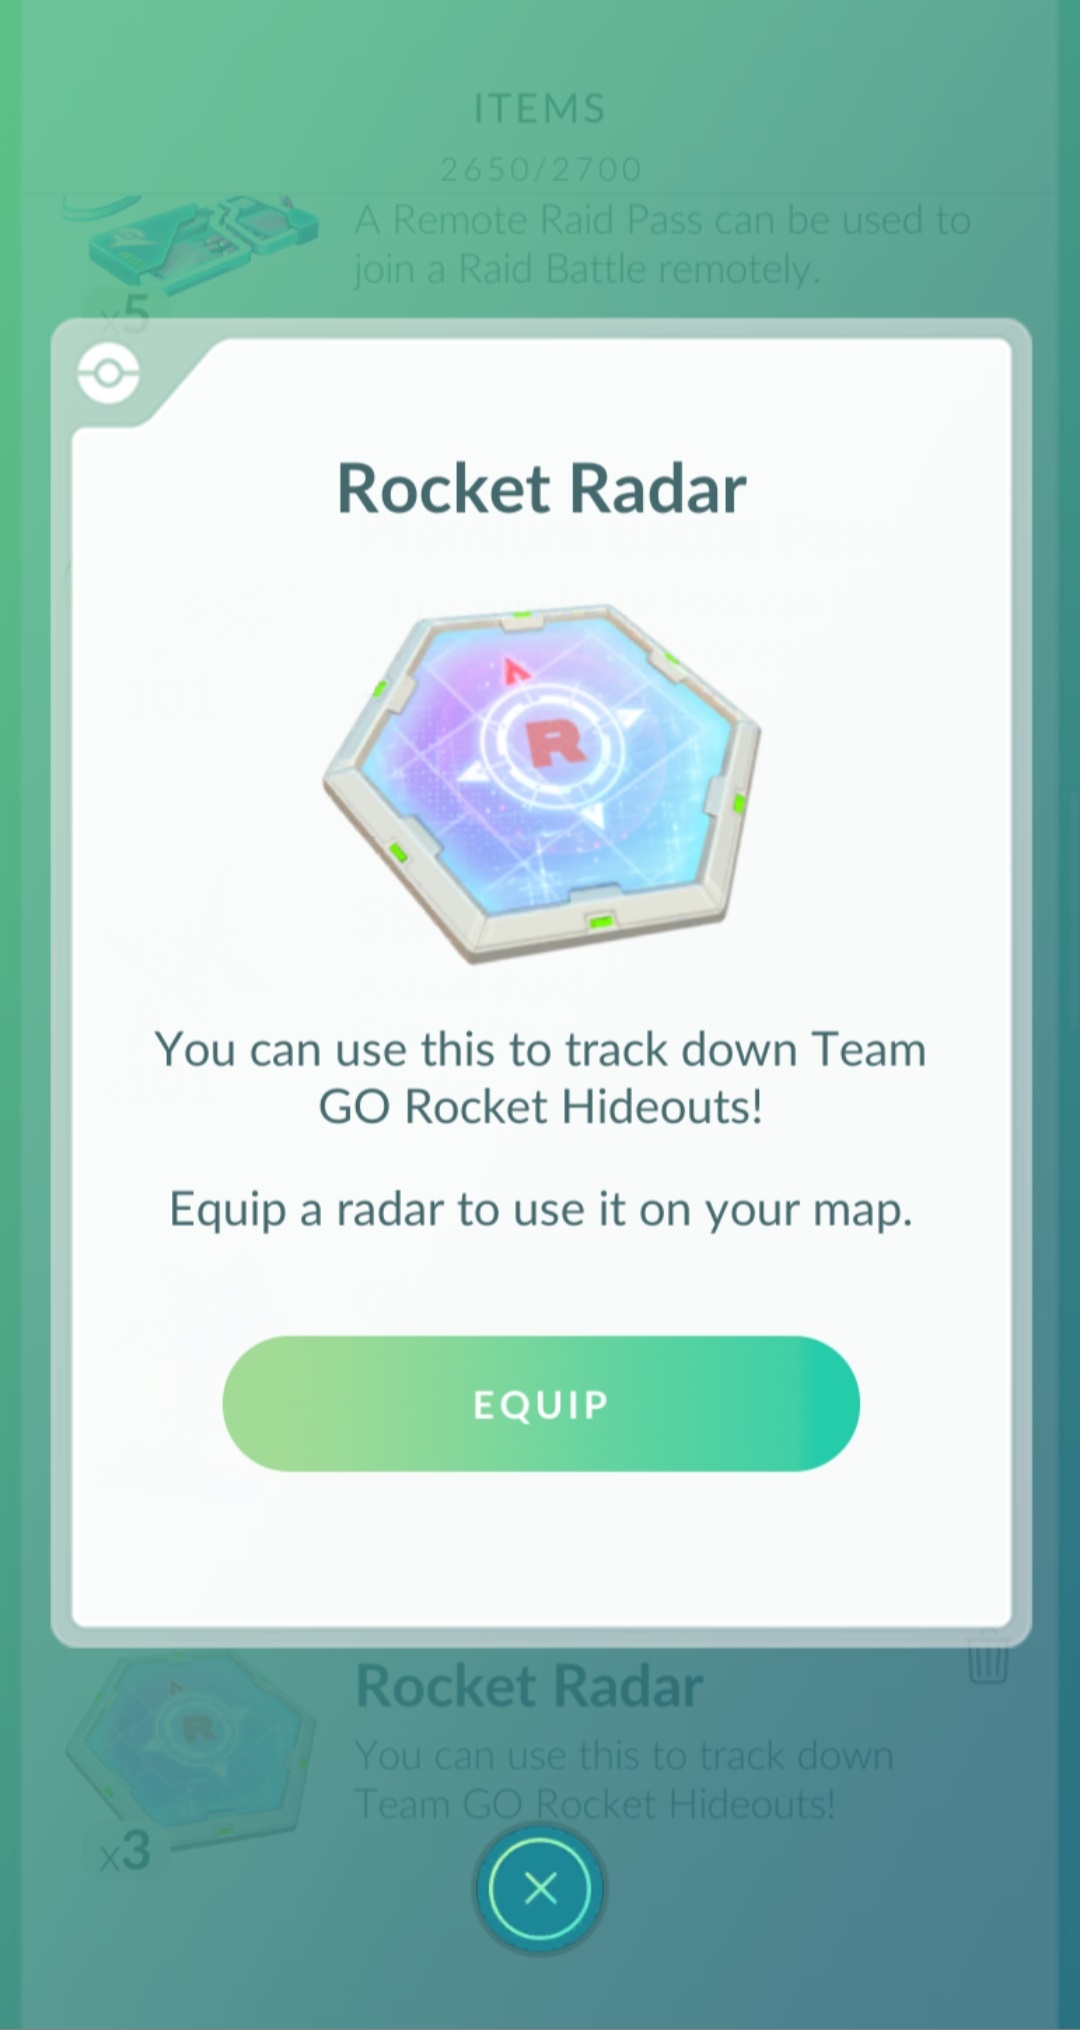 ITEMS
2650/2700
A Remote Raid Pass can be used to
join a Raid Battle remotely.
x5
Rocket Radar
R
You can use this to track down Team
GO Rocket Hideouts!
Equip a radar to use it on your map.
EQUIP
Rocket Radar
R
You can use this to track down
Team GO Rocket Hideouts!
x3